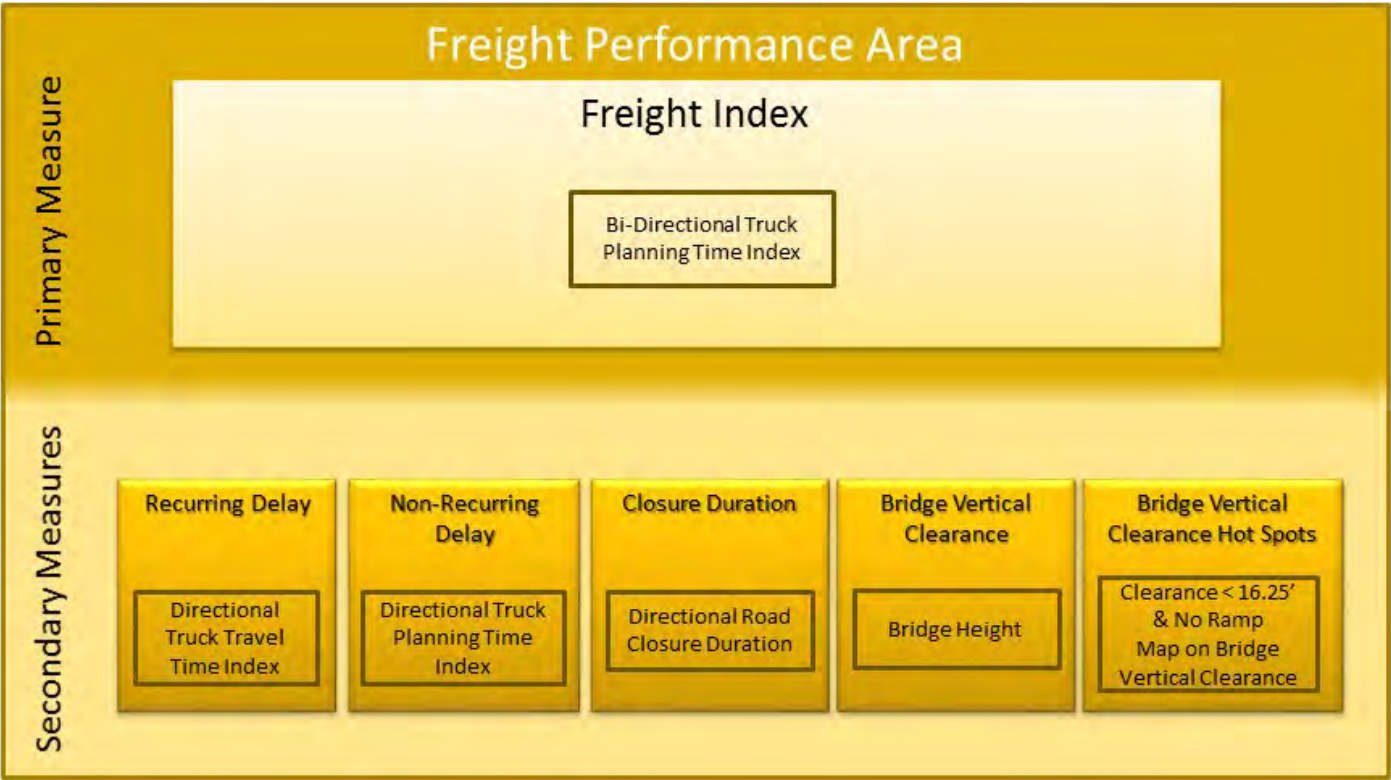 Freight Performance Area
Primary Measure
Freight Index
Bi-Directional Truck
Planning Time Index
Secondary Measures
Recurring Delay
Directional
Truck Travel
Time Index
Non-Recurring
Delay
Directional Truck
Planning Time
Index
Closure Duration
Directional Road
Closure Duration
Bridge Vertical
Clearance
Bridge Height
Bridge Vertical
Clearance Hot Spots
Clearance < 16.25’
& No Ramp
Map on Bridge
Vertical Clearance